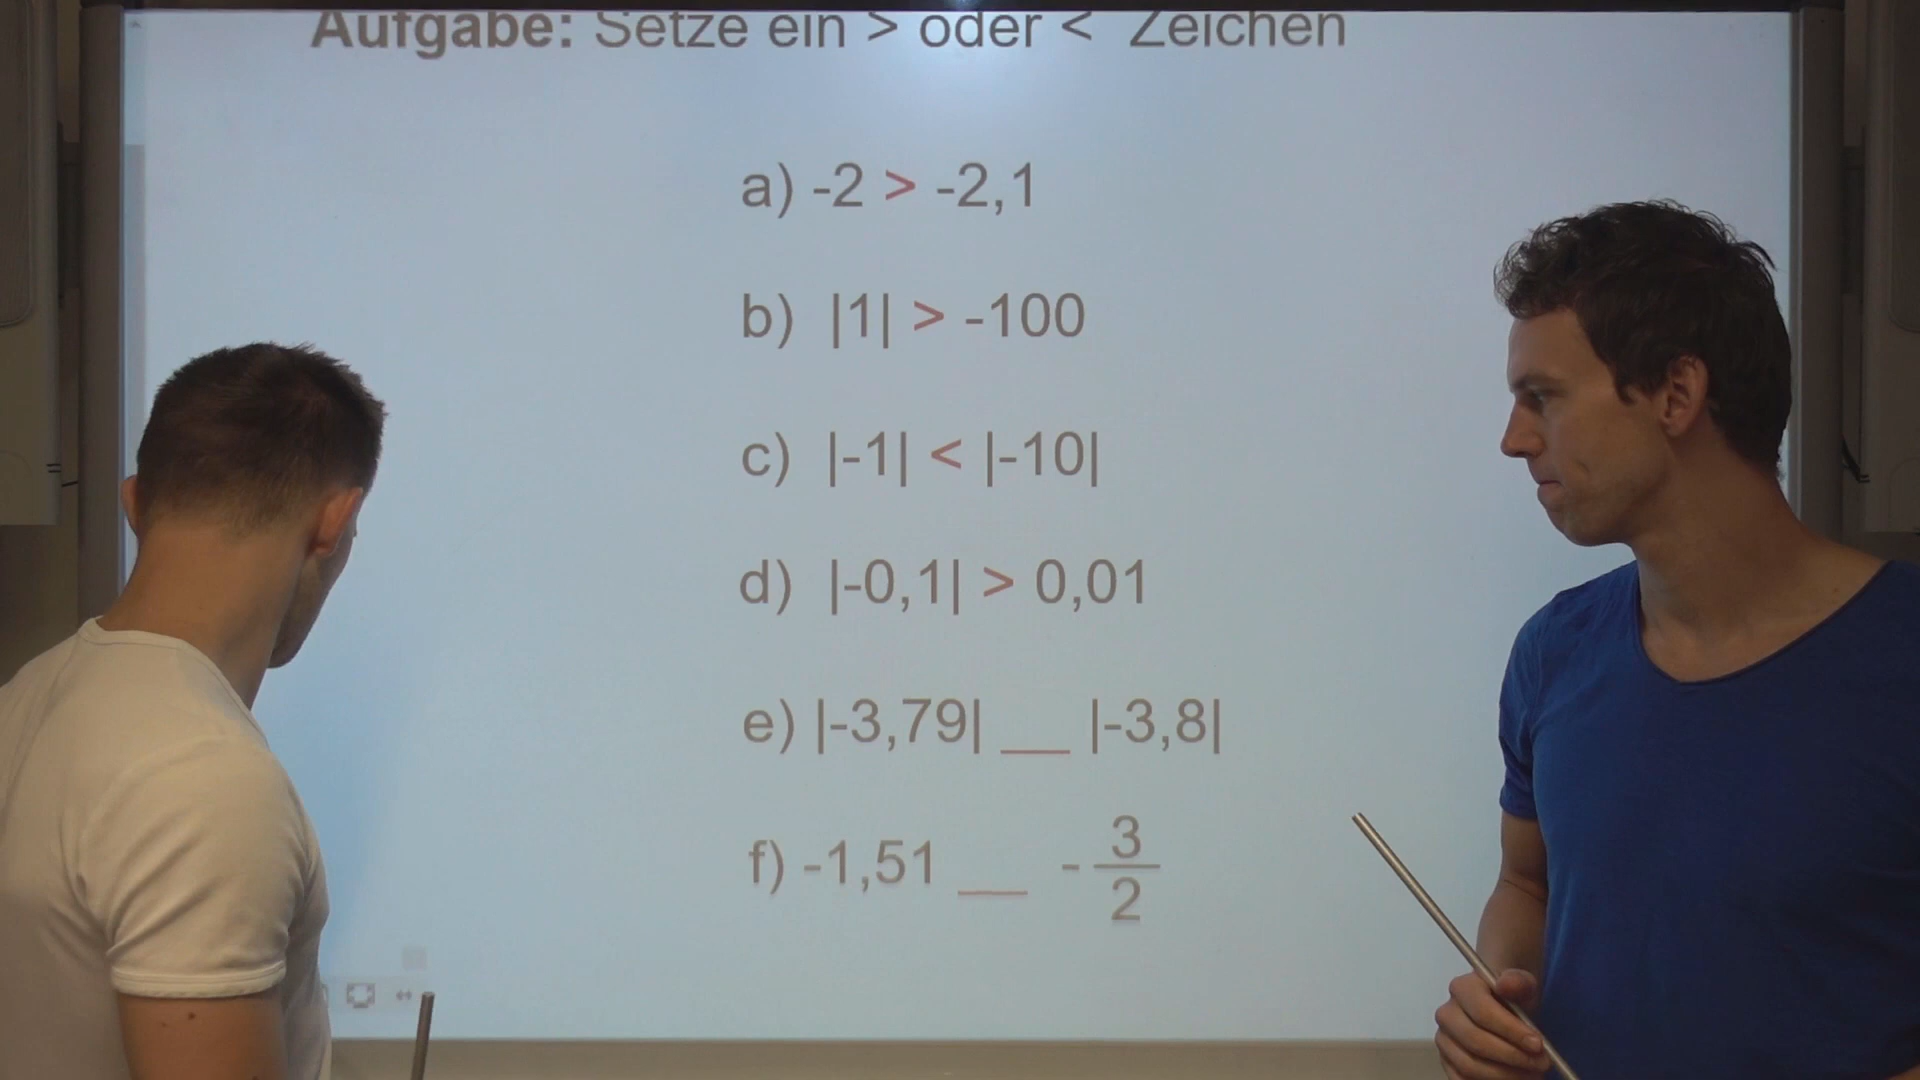 Aufgabe: Setze ein > oder < Zeichen
a) -2 > -2,1
b) |1| > -100
c) |-1| < |-10|
d) |-0,1| > 0,01
e) |-3,79| __ |-3,8|
f) -1,51 __ - 3/2